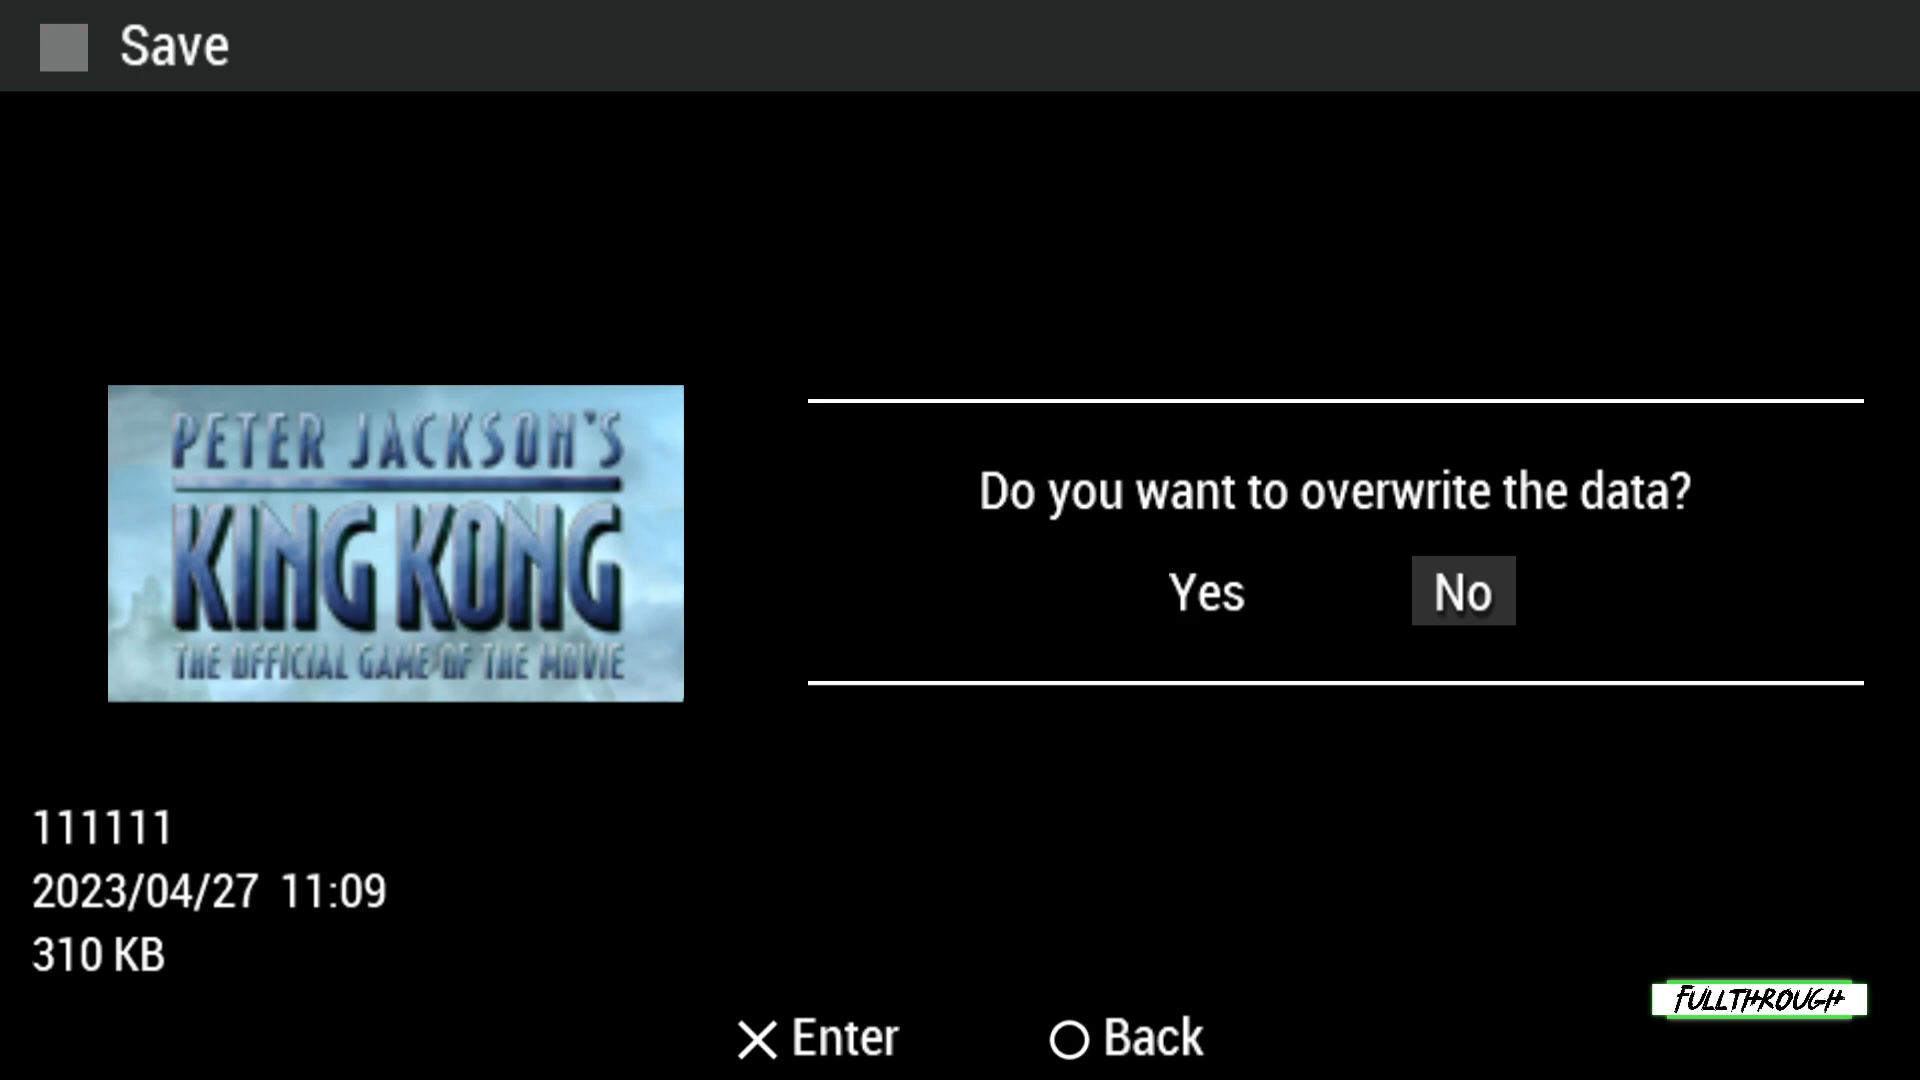 Save
PETER JACKSON'S
KING KONG
THE OFFICIAL GAME OF THE MOVIE
Do you want to overwrite the data?
Yes No
111111
2023/04/27 11:09
310 KB
FULLTHROUGH
Enter Back